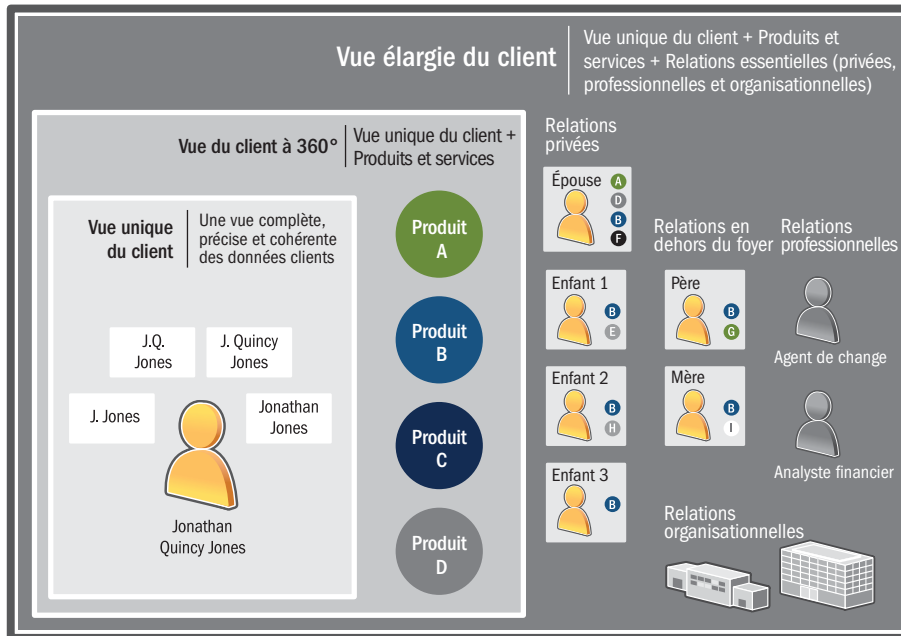 Vue élargie du client
Vue unique du client + Produits et
services + Relations essentielles (privées,
professionnelles et organisationnelles)
Vue du client à 360°
Vue unique du client +
Produits et services
Vue unique
du client
Une vue complète,
précise et cohérente
des données clients
J.Q.
Jones
J. Quincy
Jones
J. Jones
Jonathan
Jones
Jonathan
Quincy Jones
Produit
A
Produit
B
Produit
C
Produit
D
Relations
privées
Épouse
A
D
B
F
Enfant 1
B
E
Enfant 2
B
H
Enfant 3
B
Relations en
dehors du foyer
Père
B
G
Mère
B
I
Relations
professionnelles
Agent de change
Analyste financier
Relations
organisationnelles